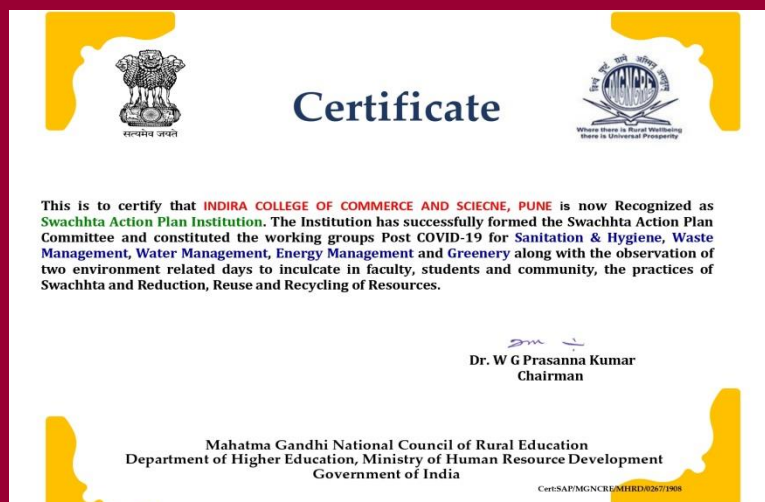 सत्यमेव जयते
Certificate
MGNCRE
Where there is Rural Wellbeing
there is Universal Prosperity
This is to certify that INDIRA COLLEGE OF COMMERCE AND SCIECNE, PUNE is now Recognized as
Swachhta Action Plan Institution. The Institution has successfully formed the Swachhta Action Plan
Committee and constituted the working groups Post COVID-19 for Sanitation & Hygiene, Waste
Management, Water Management, Energy Management and Greenery along with the observation of
two environment related days to inculcate in faculty, students and community, the practices of
Swachhta and Reduction, Reuse and Recycling of Resources.
Dr. W G Prasanna Kumar
Chairman
Mahatma Gandhi National Council of Rural Education
Department of Higher Education, Ministry of Human Resource Development
Government of India
Cert:SAP/MGNCRE/MHRD/0267/1908